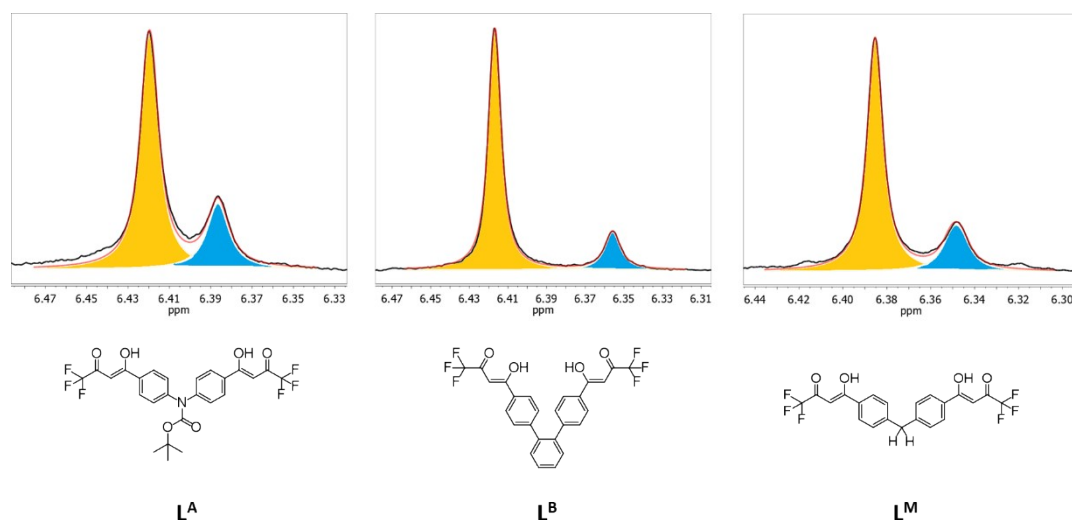 6.47 6.45 6.43 6.41 6.39 6.37 6.35 6.33
ppm
6.47 6.45 6.43 6.41 6.39 6.37 6.35 6.33 6.31
ppm
6.44 6.42 6.40 6.38 6.36 6.34 6.32 6.30
ppm
O OH OH O
F F F F F F
N
O O
O OH HO O
F F F F F F
O OH OH O
F F F F F F
H H
L^A
L^B
L^M